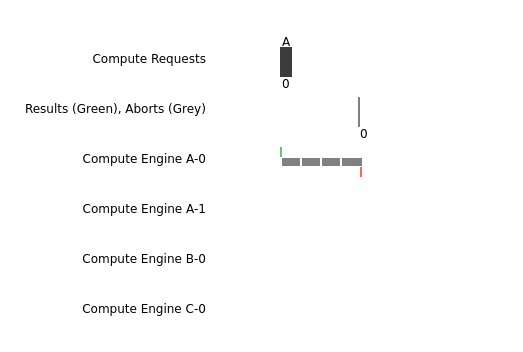 A
Compute Requests
0
Results (Green), Aborts (Grey)
0
Compute Engine A-0
Compute Engine A-1
Compute Engine B-0
Compute Engine C-0